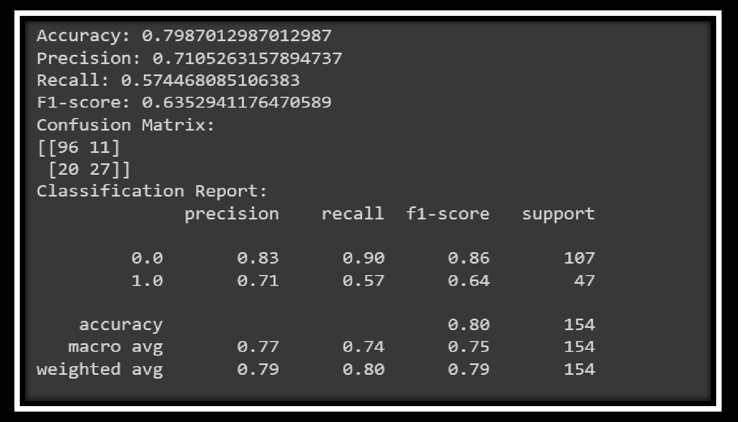 Accuracy: 0.7987012987012987
Precision: 0.7105263157894737
Recall: 0.574468085106383
F1-score: 0.6352941176470589
Confusion Matrix:
[[96 11]
 [20 27]]
Classification Report:
              precision    recall  f1-score   support

         0.0       0.83      0.90      0.86       107
         1.0       0.71      0.57      0.64        47

    accuracy                           0.80       154
   macro avg       0.77      0.74      0.75       154
weighted avg       0.79      0.80      0.79       154